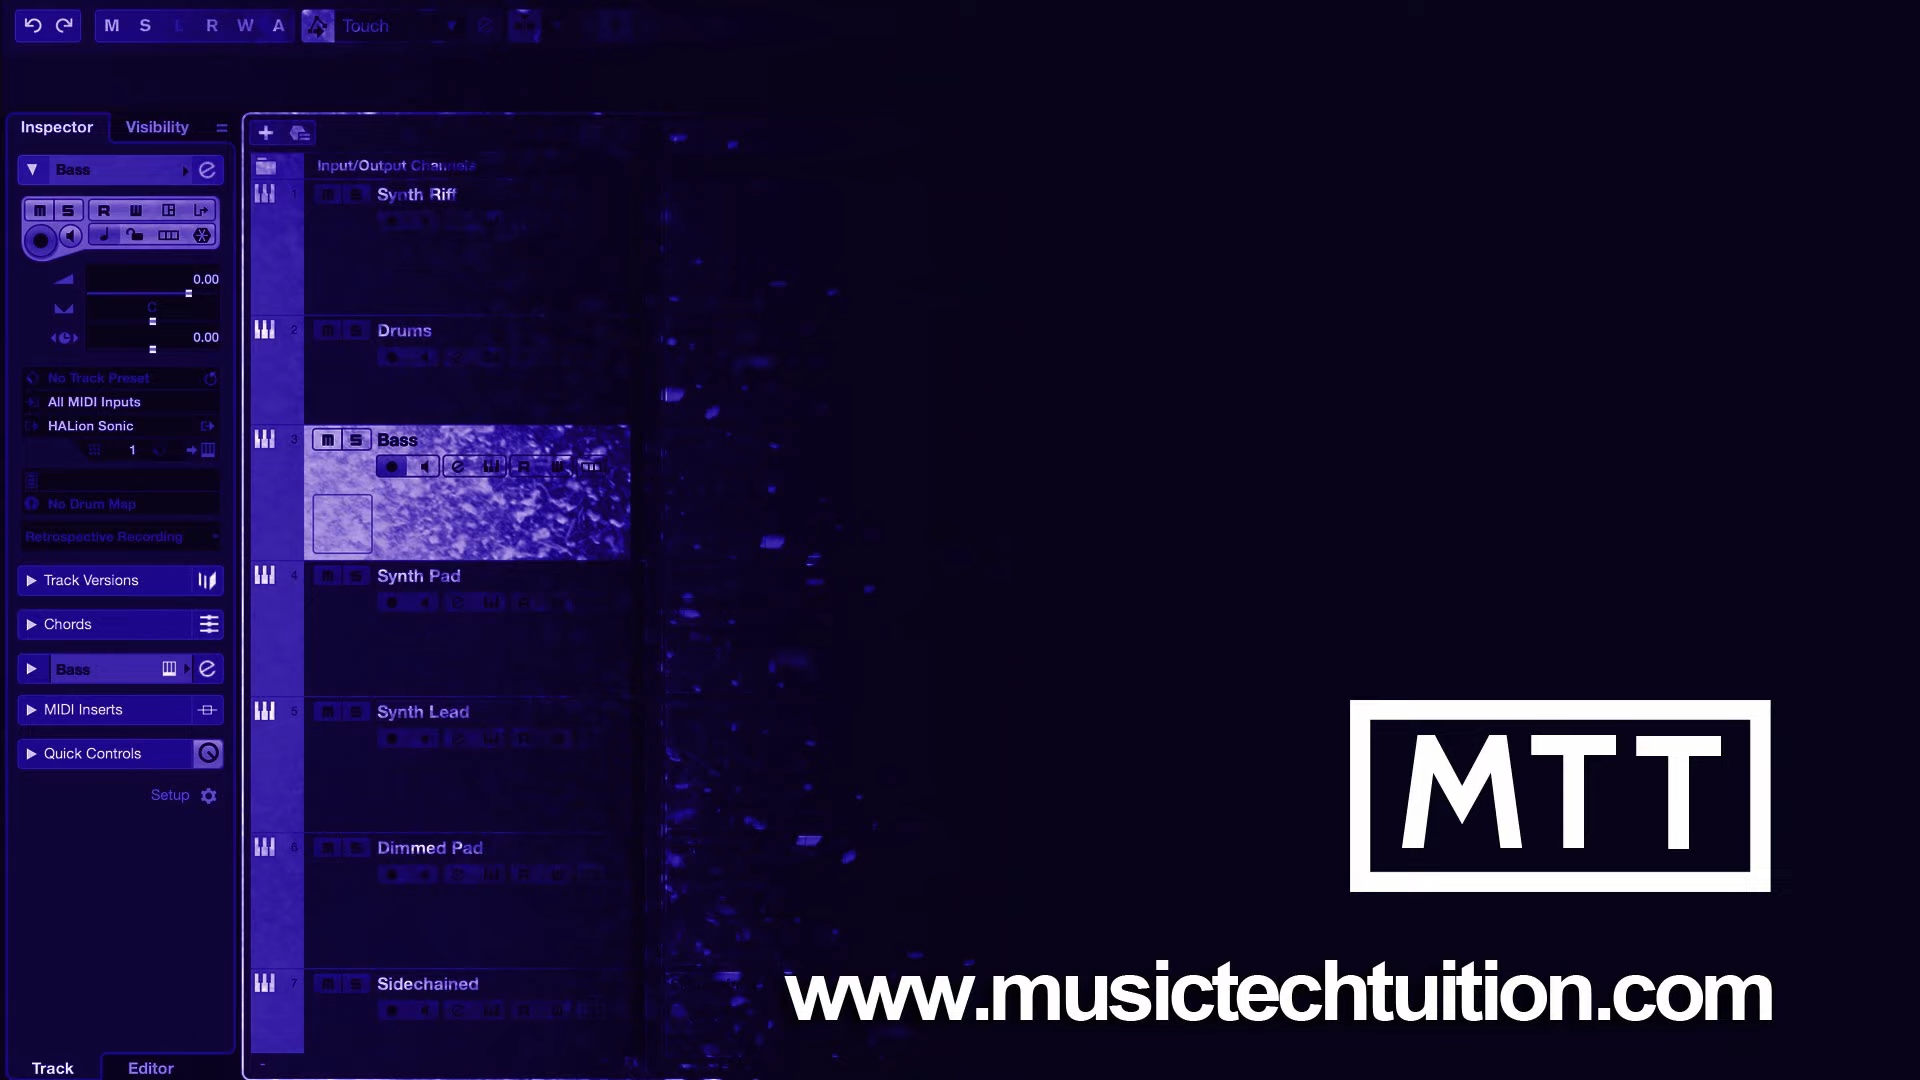 M S L R W A Touch
Inspector Visibility
Bass
M S R W
0.00
C
0.00
No Track Preset
All MIDI Inputs
HALion Sonic
1
No Drum Map
Retrospective Recording
Track Versions
Chords
Bass
MIDI Inserts
Quick Controls
Setup
Track Editor
Input/Output Channels
1 M S Synth Riff
2 M S Drums
3 M S Bass
R W
4 M S Synth Pad
R
5 M S Synth Lead
R
6 M S Dimmed Pad
R W
7 M S Sidechained
R W
MTT
www.musictechtuition.com